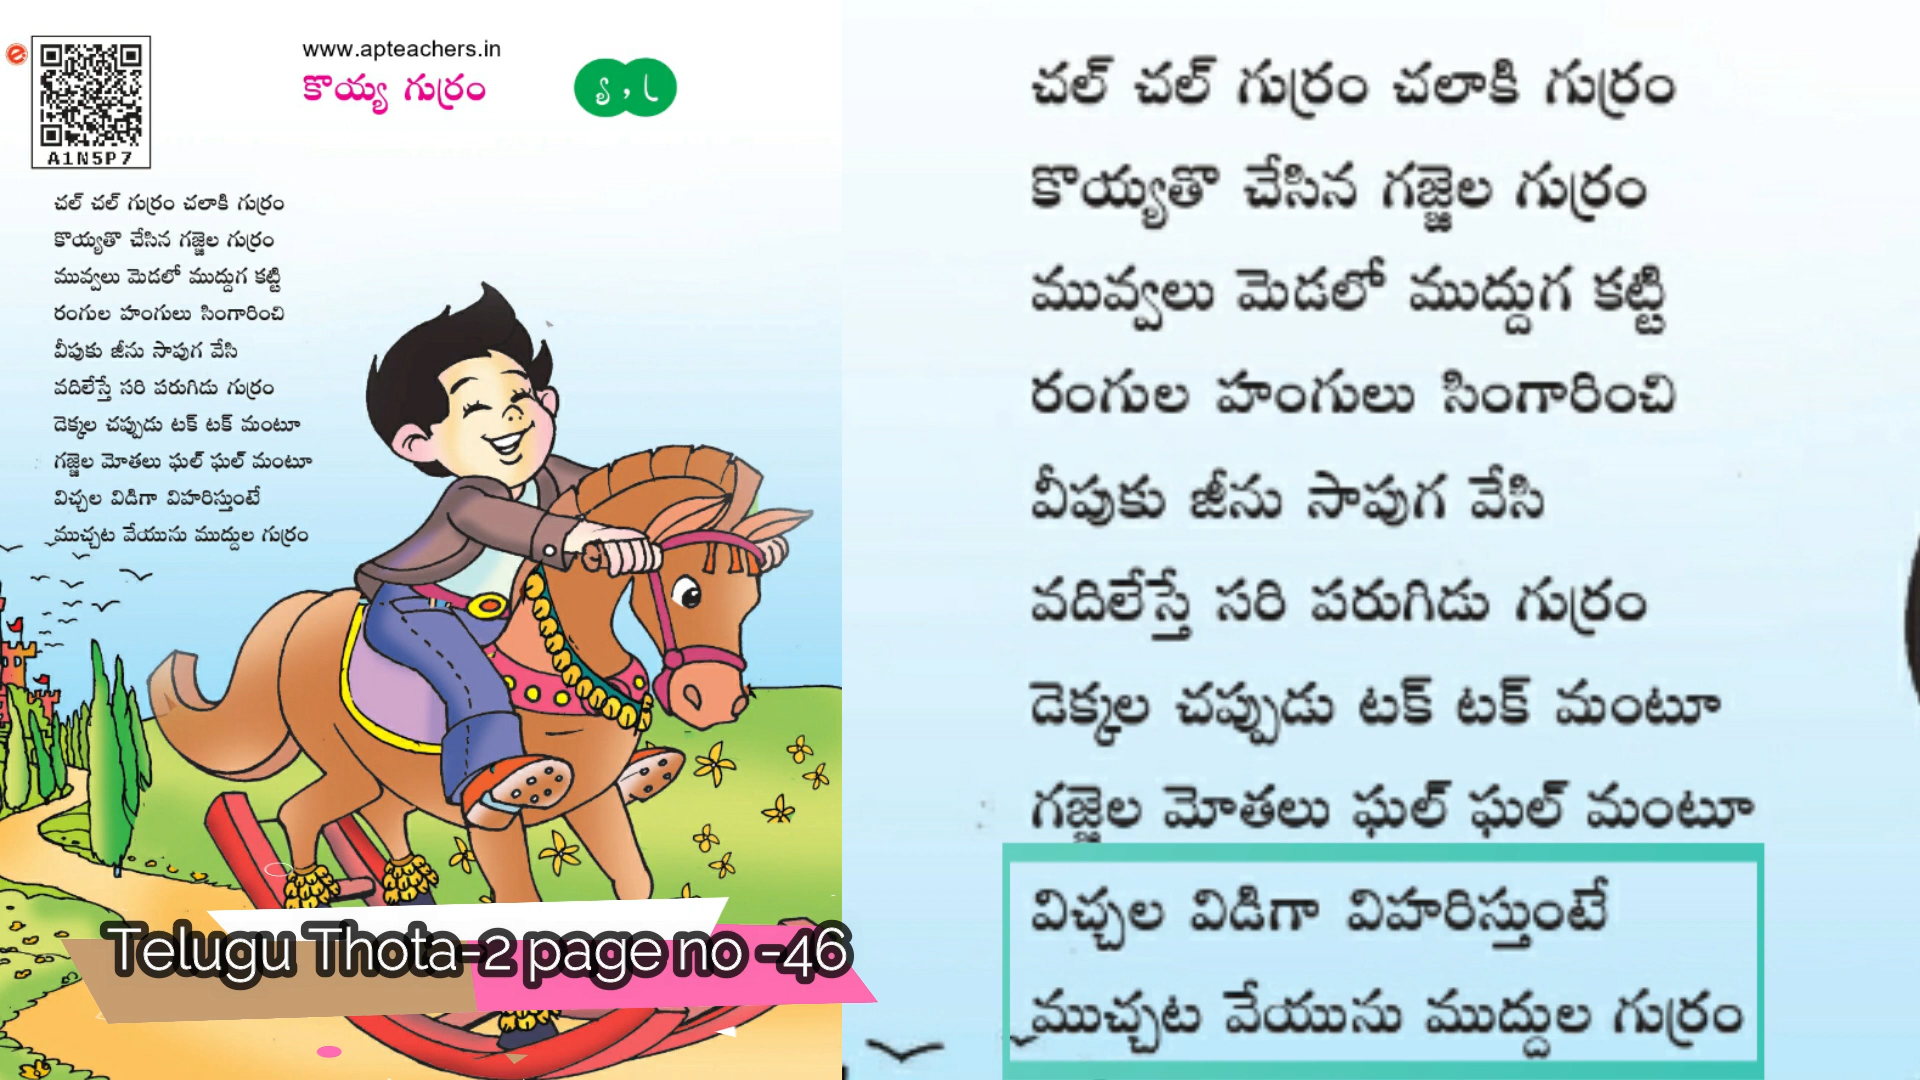 www.apteachers.in
కొయ్య గుర్రం
A1N5P7
చల్ చల్ గుర్రం చలాకి గుర్రం
కొయ్యతొ చేసిన గజ్జెల గుర్రం
మువ్వలు మెడలో ముద్దుగ కట్టి
రంగుల హంగులు సింగారించి
వీపుకు జీను సాపుగ వేసి
వదిలేస్తే సరి పరుగిడు గుర్రం
డెక్కల చప్పుడు టక్ టక్ మంటూ
గజ్జెల మోతలు ఘల్ ఘల్ మంటూ
విచ్చల విడిగా విహరిస్తుంటే
ముచ్చట వేయును ముద్దుల గుర్రం
Telugu Thota-2 page no -46
చల్ చల్ గుర్రం చలాకి గుర్రం
కొయ్యతొ చేసిన గజ్జెల గుర్రం
మువ్వలు మెడలో ముద్దుగ కట్టి
రంగుల హంగులు సింగారించి
వీపుకు జీను సాపుగ వేసి
వదిలేస్తే సరి పరుగిడు గుర్రం
డెక్కల చప్పుడు టక్ టక్ మంటూ
గజ్జెల మోతలు ఘల్ ఘల్ మంటూ
విచ్చల విడిగా విహరిస్తుంటే
ముచ్చట వేయును ముద్దుల గుర్రం